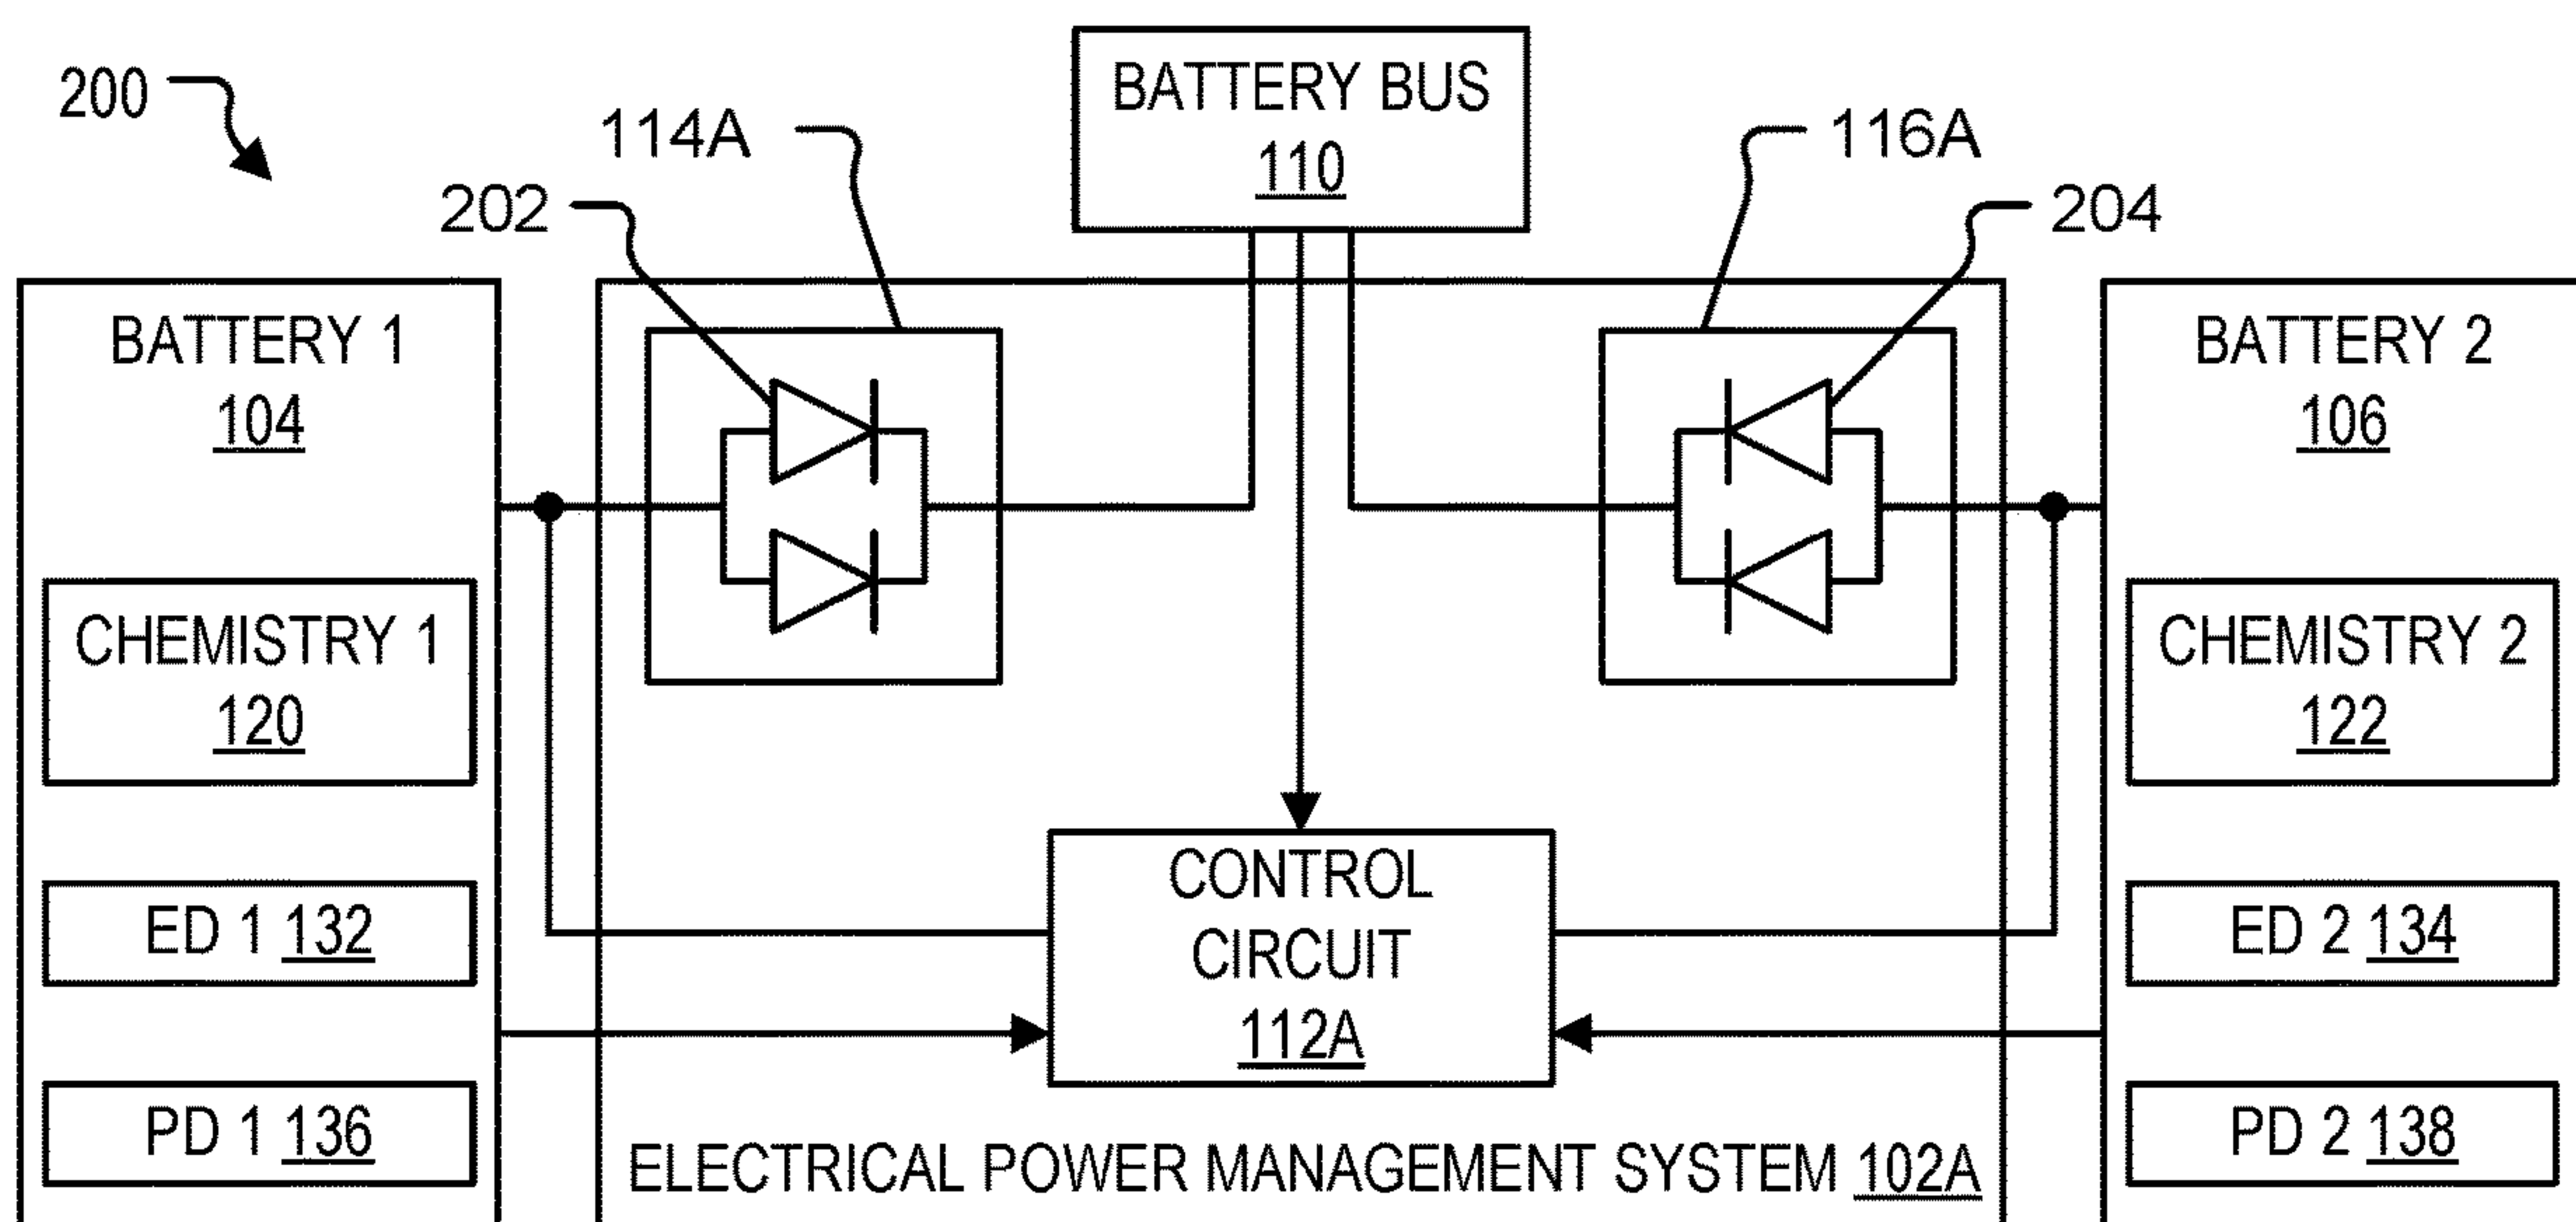 200
114A
202
BATTERY BUS
110
116A
204
BATTERY 1
104
CHEMISTRY 1
120
ED 1 132
PD 1 136
CONTROL
CIRCUIT
112A
ELECTRICAL POWER MANAGEMENT SYSTEM 102A
BATTERY 2
106
CHEMISTRY 2
122
ED 2 134
PD 2 138